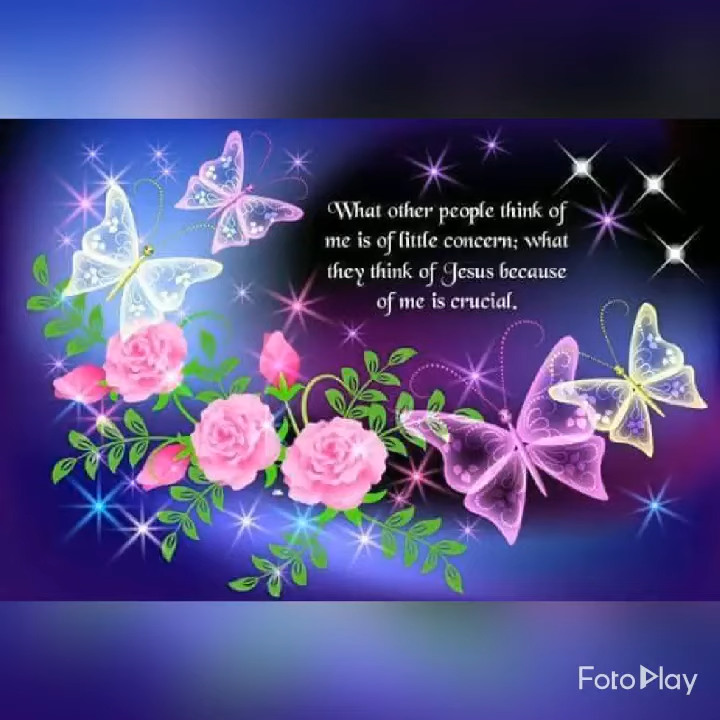 What other people think of
me is of little concern; what
they think of Jesus because
of me is crucial.
FotoPlay